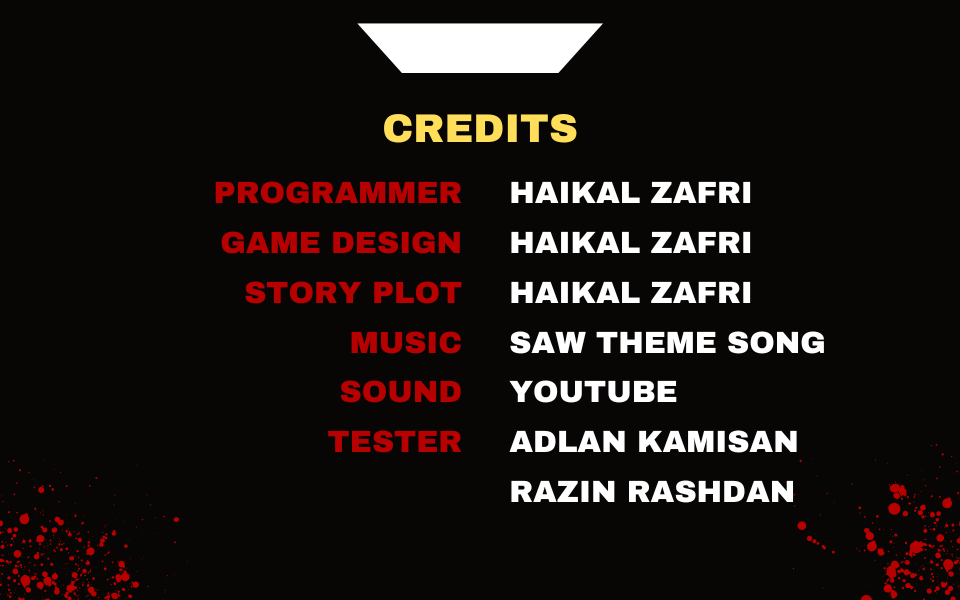 CREDITS
PROGRAMMER HAIKAL ZAFRI
GAME DESIGN HAIKAL ZAFRI
STORY PLOT HAIKAL ZAFRI
MUSIC SAW THEME SONG
SOUND YOUTUBE
TESTER ADLAN KAMISAN
RAZIN RASHDAN